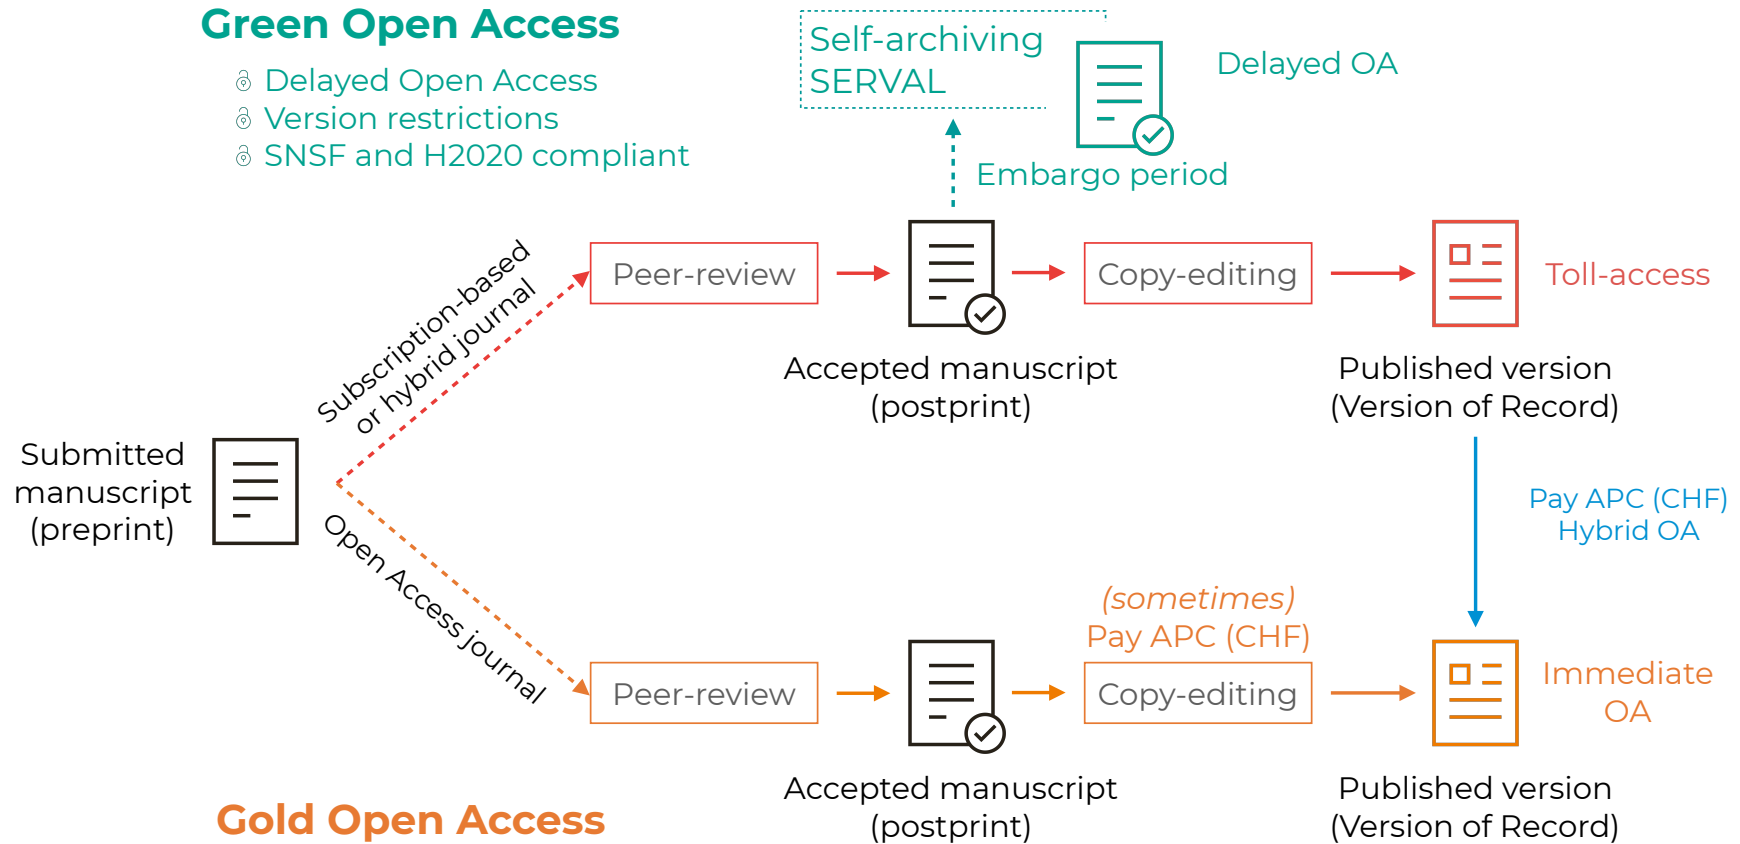 Green Open Access
Delayed Open Access
Version restrictions
SNSF and H2020 compliant
Self-archiving
SERVAL
Delayed OA
Embargo period
Subscription-based
or hybrid journal
Peer-review
Copy-editing
Toll-access
Accepted manuscript
(postprint)
Published version
(Version of Record)
Submitted
manuscript
(preprint)
Pay APC (CHF)
Hybrid OA
Open Access journal
(sometimes)
Pay APC (CHF)
Peer-review
Copy-editing
Immediate
OA
Accepted manuscript
(postprint)
Published version
(Version of Record)
Gold Open Access